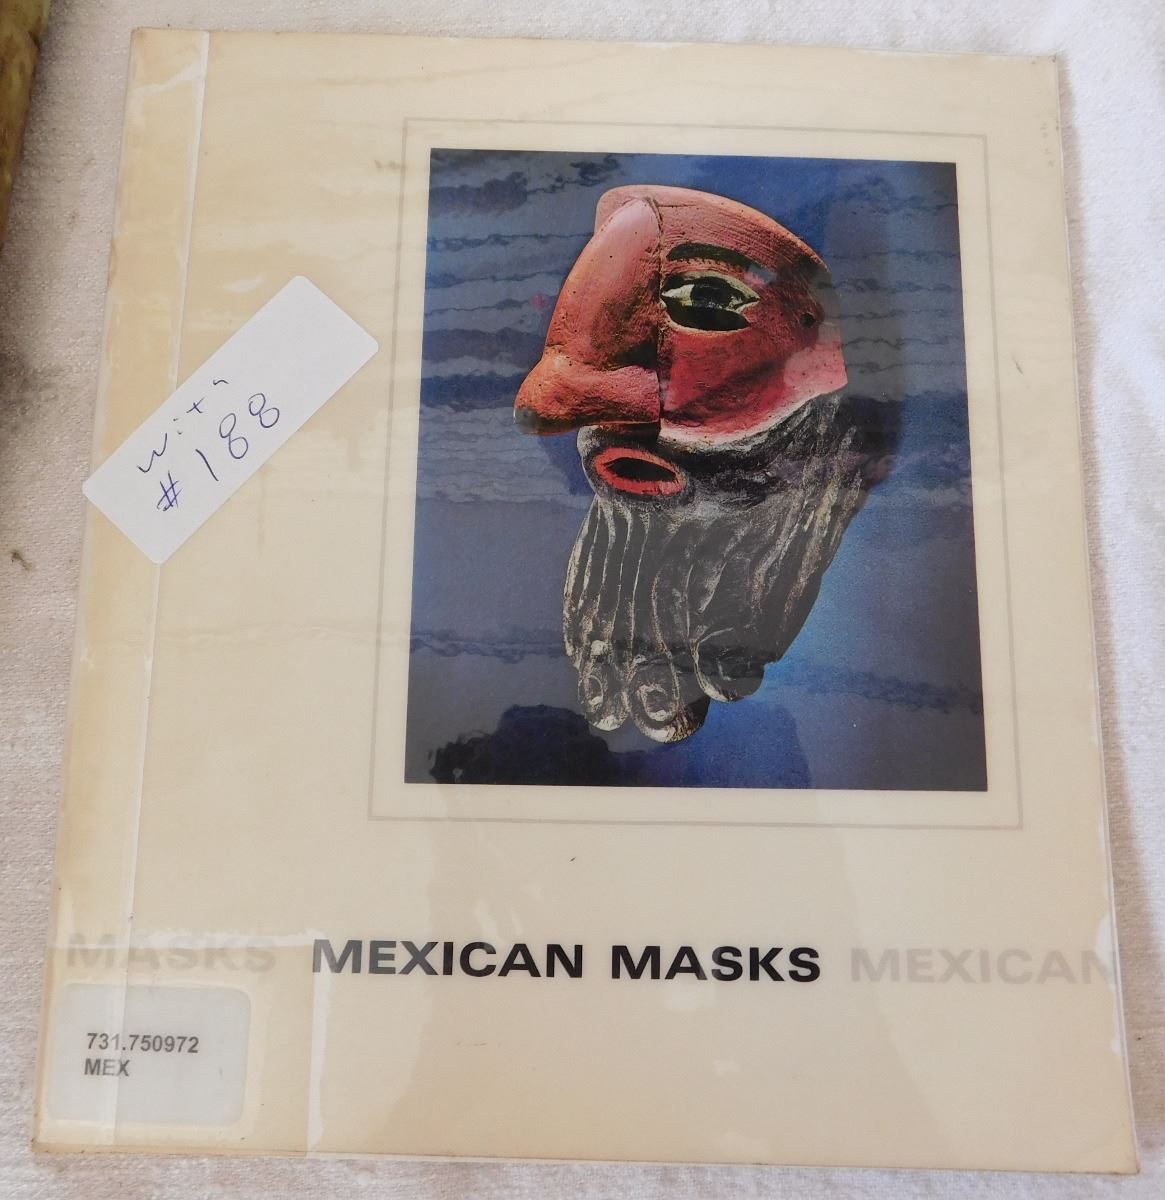 with
#188
MASKS MEXICAN MASKS MEXICAN
731.750972
MEX